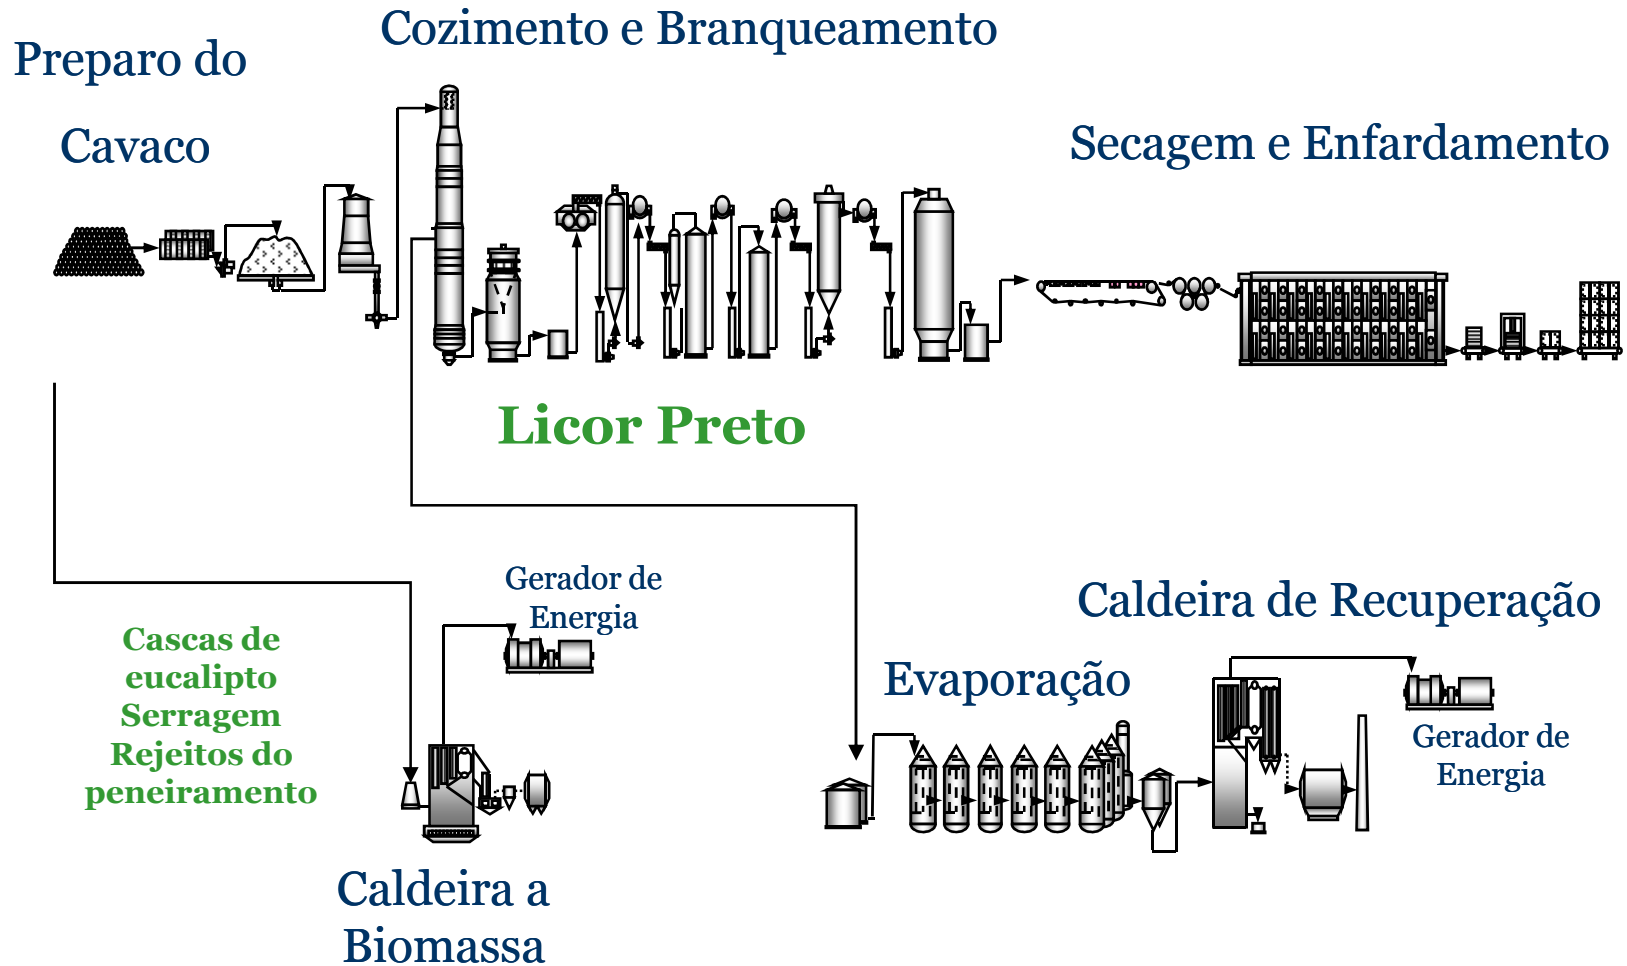 Preparo do
Cavaco
Cozimento e Branqueamento
Secagem e Enfardamento
Licor Preto
Cascas de
eucalipto
Serragem
Rejeitos do
peneiramento
Gerador de
Energia
Caldeira a
Biomassa
Evaporação
Caldeira de Recuperação
Gerador de
Energia